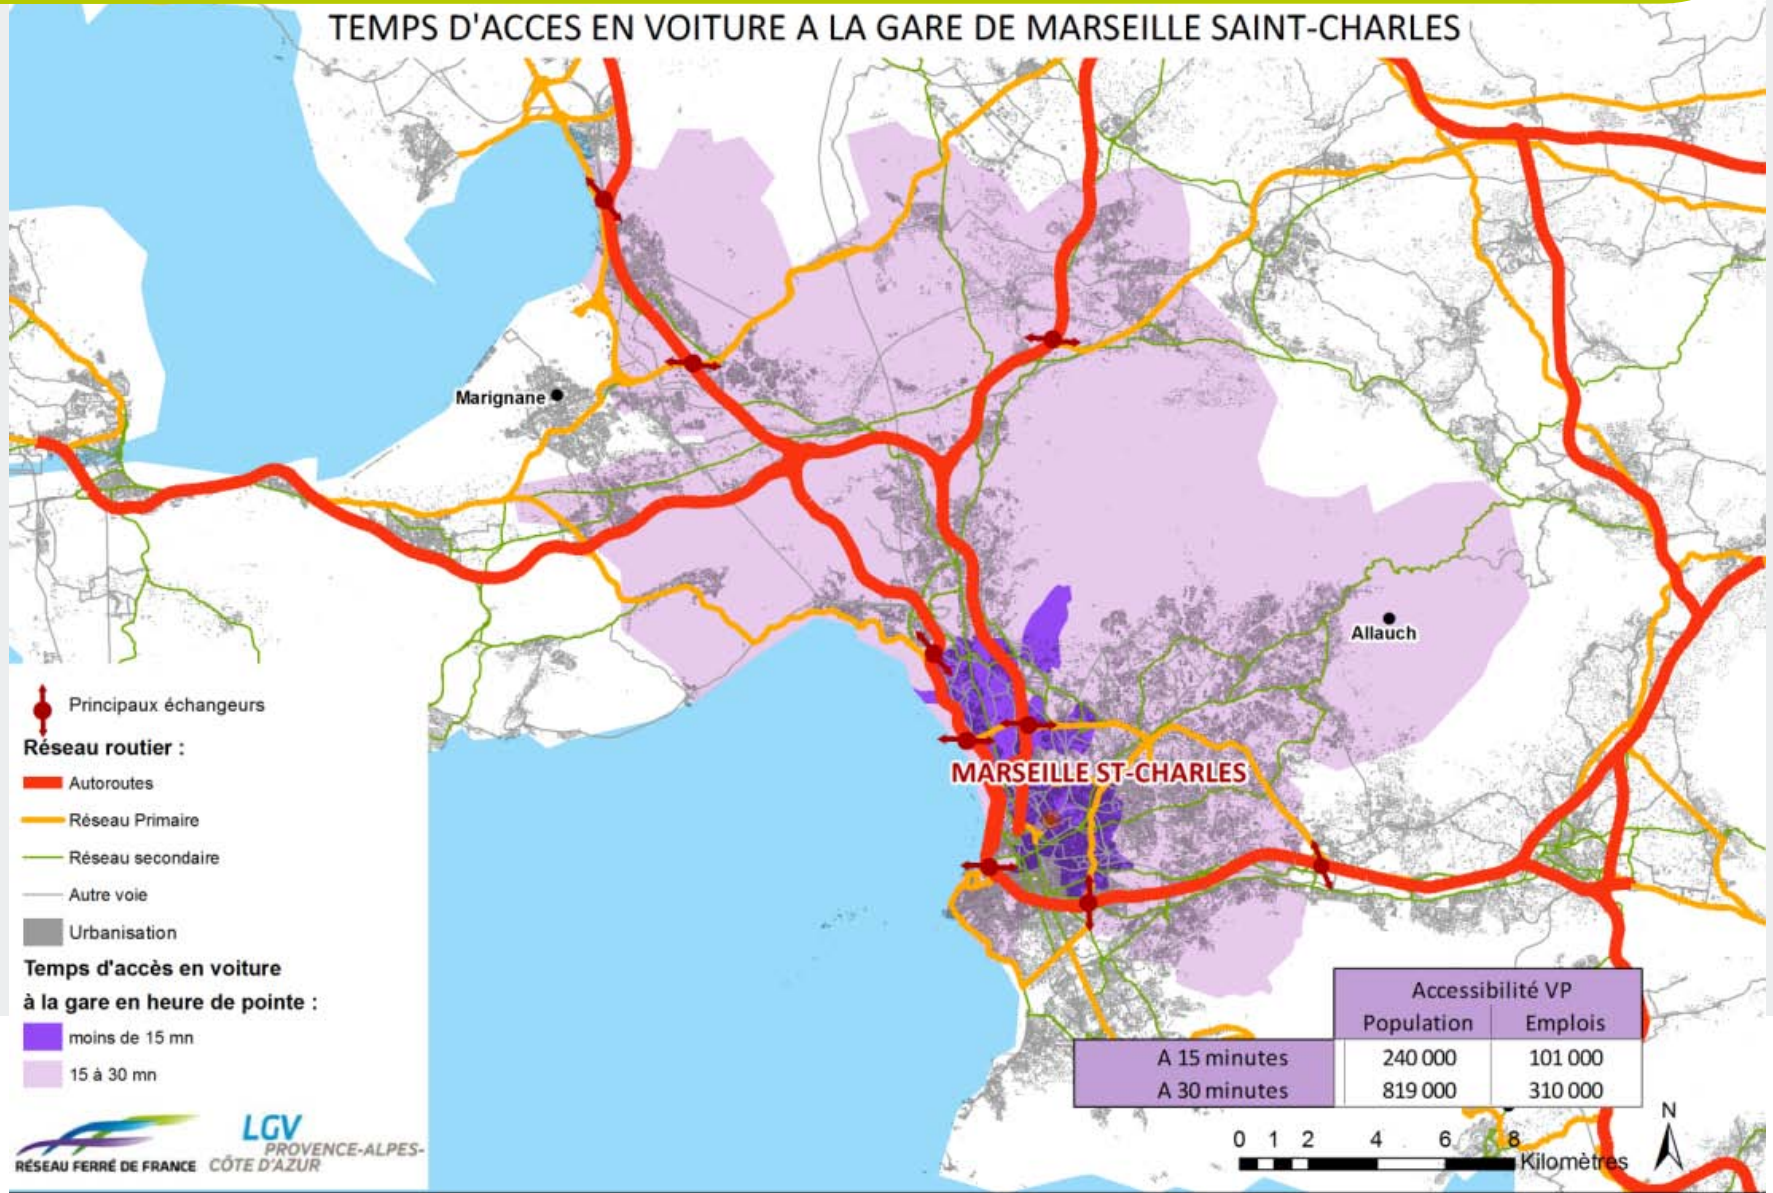 TEMPS D'ACCES EN VOITURE A LA GARE DE MARSEILLE SAINT-CHARLES
Marignane
Allauch
MARSEILLE ST-CHARLES
Principaux échangeurs
Réseau routier :
Autoroutes
Réseau Primaire
Réseau secondaire
Autre voie
Urbanisation
Temps d'accès en voiture
à la gare en heure de pointe :
moins de 15 mn
15 à 30 mn
RÉSEAU FERRÉ DE FRANCE
LGV
PROVENCE-ALPES-
CÔTE D'AZUR
Accessibilité VP
Population Emplois
A 15 minutes 240 000 101 000
A 30 minutes 819 000 310 000
N
0 1 2 4 6 8
Kilomètres